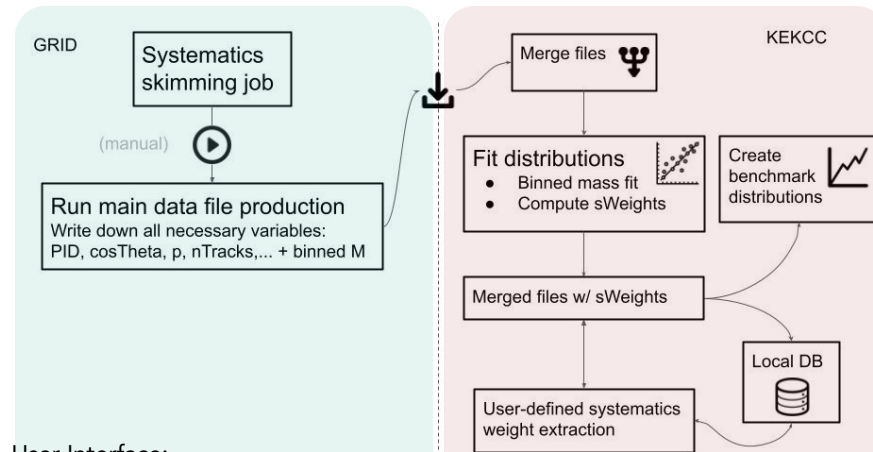 GRID
Systematics
skimming job
(manual)
Run main data file production
Write down all necessary variables:
PID, cosTheta, p, nTracks,... + binned M
KEKCC
Merge files
Fit distributions
● Binned mass fit
● Compute sWeights
Create
benchmark
distributions
Merged files w/ sWeights
Local DB
User-defined systematics
weight extraction
User Interface: